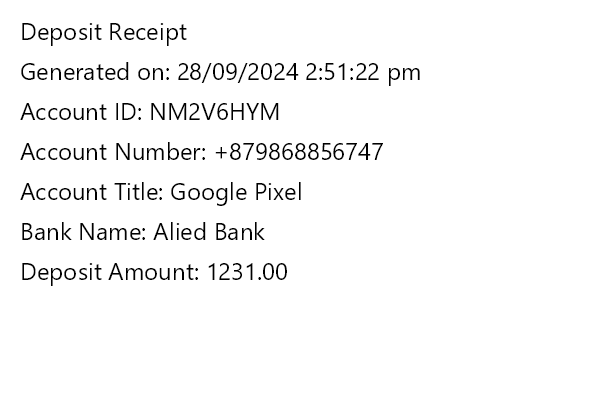 Deposit Receipt
Generated on: 28/09/2024 2:51:22 pm
Account ID: NM2V6HYM
Account Number: +879868856747
Account Title: Google Pixel
Bank Name: Alied Bank
Deposit Amount: 1231.00